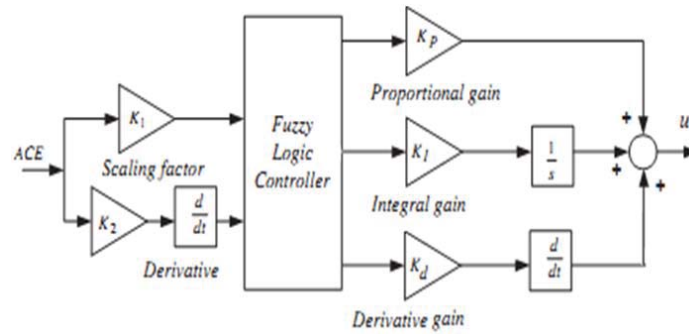 ACE
K1
Scaling factor
K2
d
dt
Derivative
Fuzzy
Logic
Controller
KP
Proportional gain
KI
Integral gain
1
s
Kd
Derivative gain
d
dt
+
+
+
u